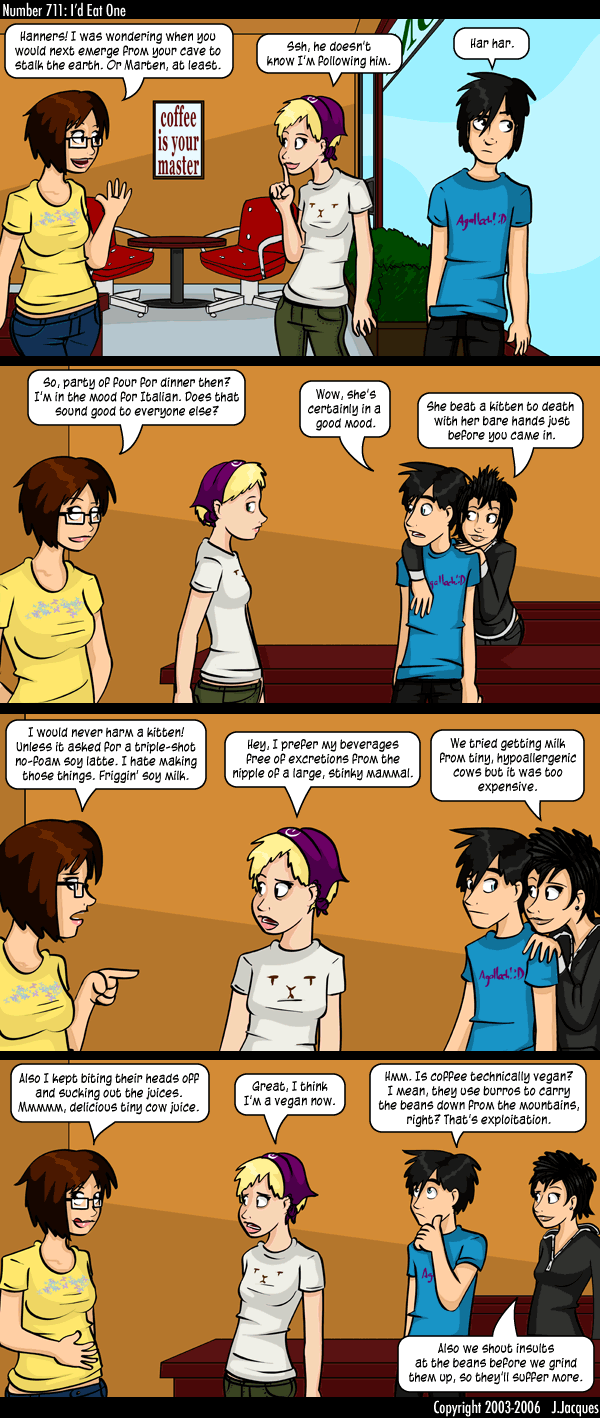 Number 711: I'd Eat One
Hanners! I was wondering when you
would next emerge from your cave to
stalk the earth. Or Marten, at least.
Ssh, he doesn't
know I'm following him.
Har har.
coffee
is your
master
Agalloch! :D
So, party of four for dinner then?
I'm in the mood for Italian. Does that
sound good to everyone else?
Wow, she's
certainly in a
good mood.
She beat a kitten to death
with her bare hands just
before you came in.
galloch! :D
I would never harm a kitten!
Unless it asked for a triple-shot
no-foam soy latte. I hate making
those things. Friggin' soy milk.
Hey, I prefer my beverages
free of excretions from the
nipple of a large, stinky mammal.
We tried getting milk
from tiny, hypoallergenic
cows but it was too
expensive.
Agalloch! :D
Also I kept biting their heads off
and sucking out the juices.
Mmmmm, delicious tiny cow juice.
Great, I think
I'm a vegan now.
Hmm. Is coffee technically vegan?
I mean, they use burros to carry
the beans down from the mountains,
right? That's exploitation.
Ag
Also we shout insults
at the beans before we grind
them up, so they'll suffer more.
Copyright 2003-2006 J.Jacques